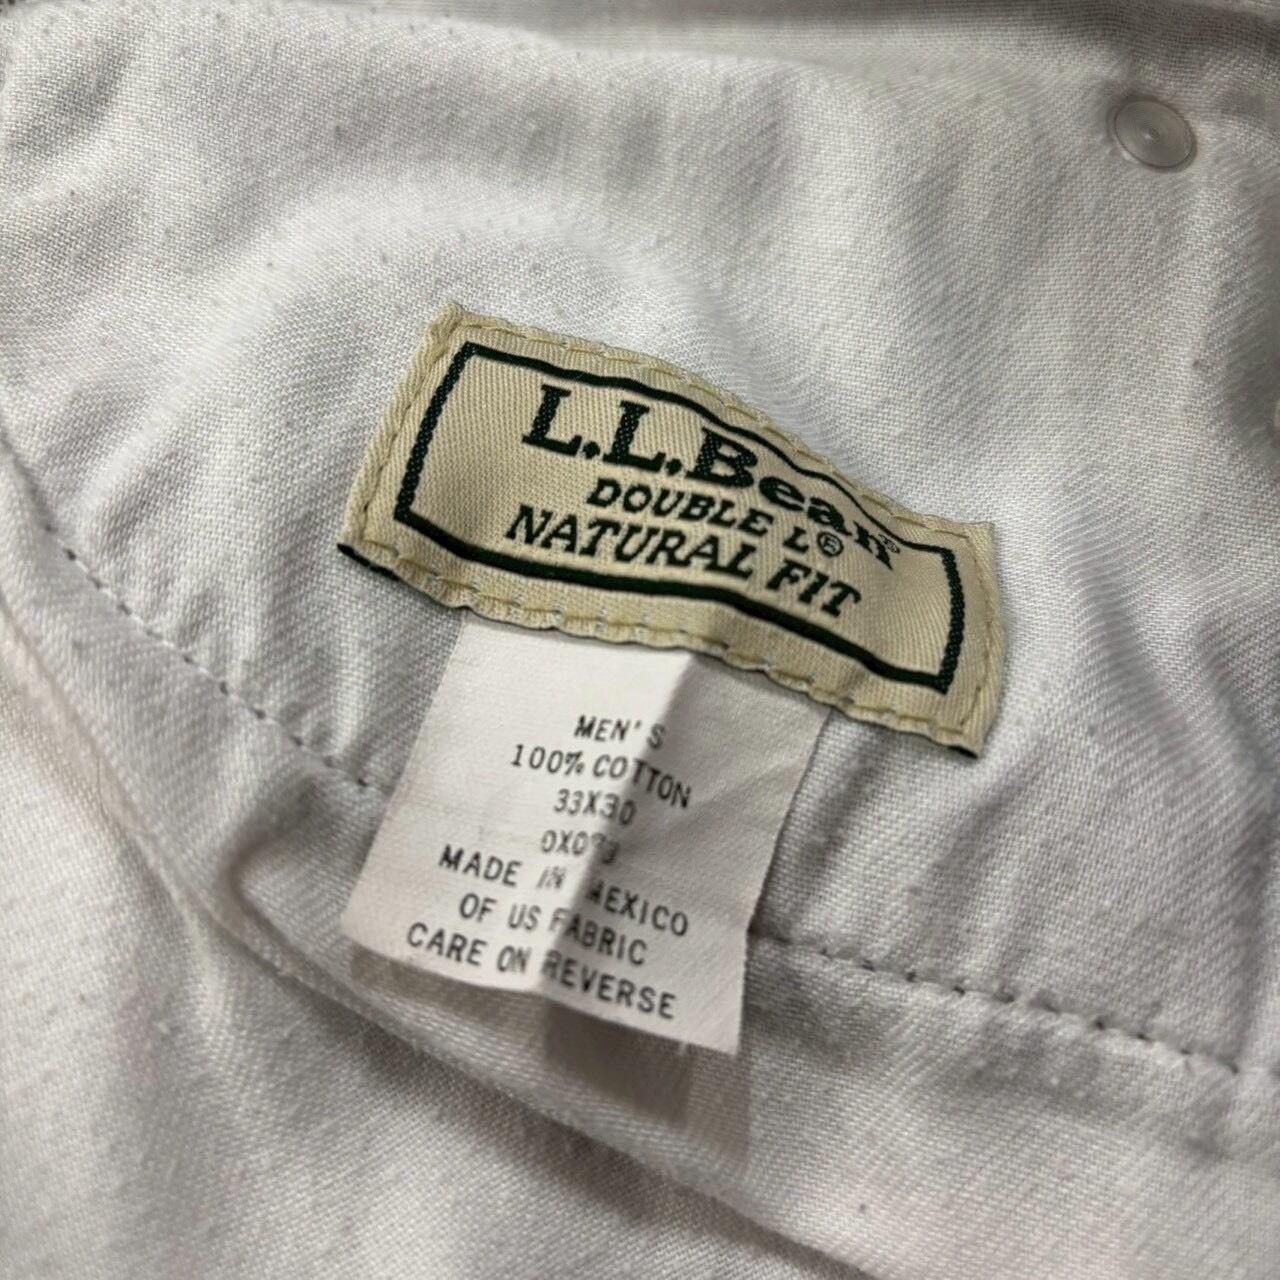 L.L.Bean®
DOUBLE L®
NATURAL FIT
MEN'S
100% COTTON
33X30
MADE IN MEXICO
OF US FABRIC
CARE ON REVERSE